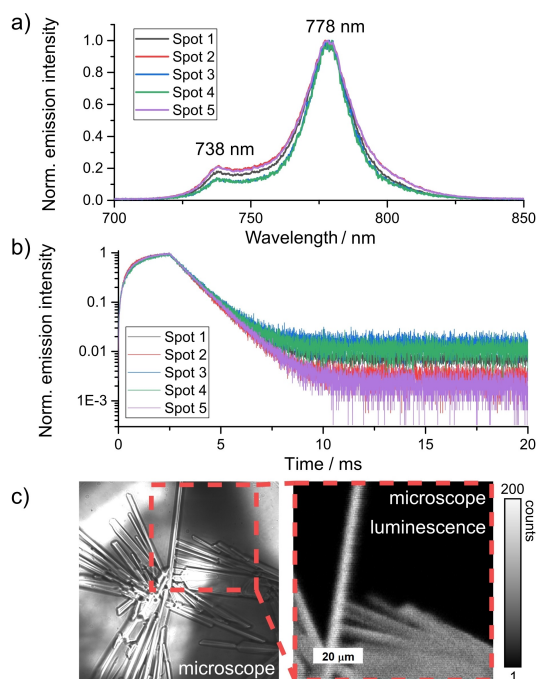 a)
778 nm
738 nm
Norm. emission intensity
1.0
0.8
0.6
0.4
0.2
0.0
Spot 1
Spot 2
Spot 3
Spot 4
Spot 5
700
750
800
850
Wavelength / nm
b)
Norm. emission intensity
1
0.1
0.01
1E-3
Spot 1
Spot 2
Spot 3
Spot 4
Spot 5
0
5
10
15
20
Time / ms
c)
microscope
microscope
luminescence
20 μm
200
counts
1